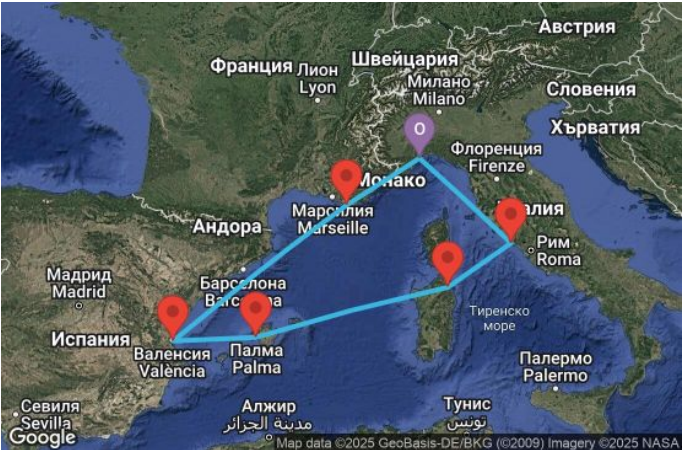 Австрия
Швейцария
Франция
Лион
Lyon
Милано
Milano
Словения
Хърватия
О
Флоренция
Firenze
Монако
Марсилия
Marseille
Андора
Италия
Рим
Roma
Мадрид
Madrid
Барселона
Barcelona
Тиренско
море
Испания
Валенсия
València
Палма
Palma
Палермо
Palermo
Севиля
Sevilla
Алжир
مدينة الجزائر
Тунис
تونس
Google
Map data ©2025 GeoBasis-DE/BKG (©2009) Imagery ©2025 NASA